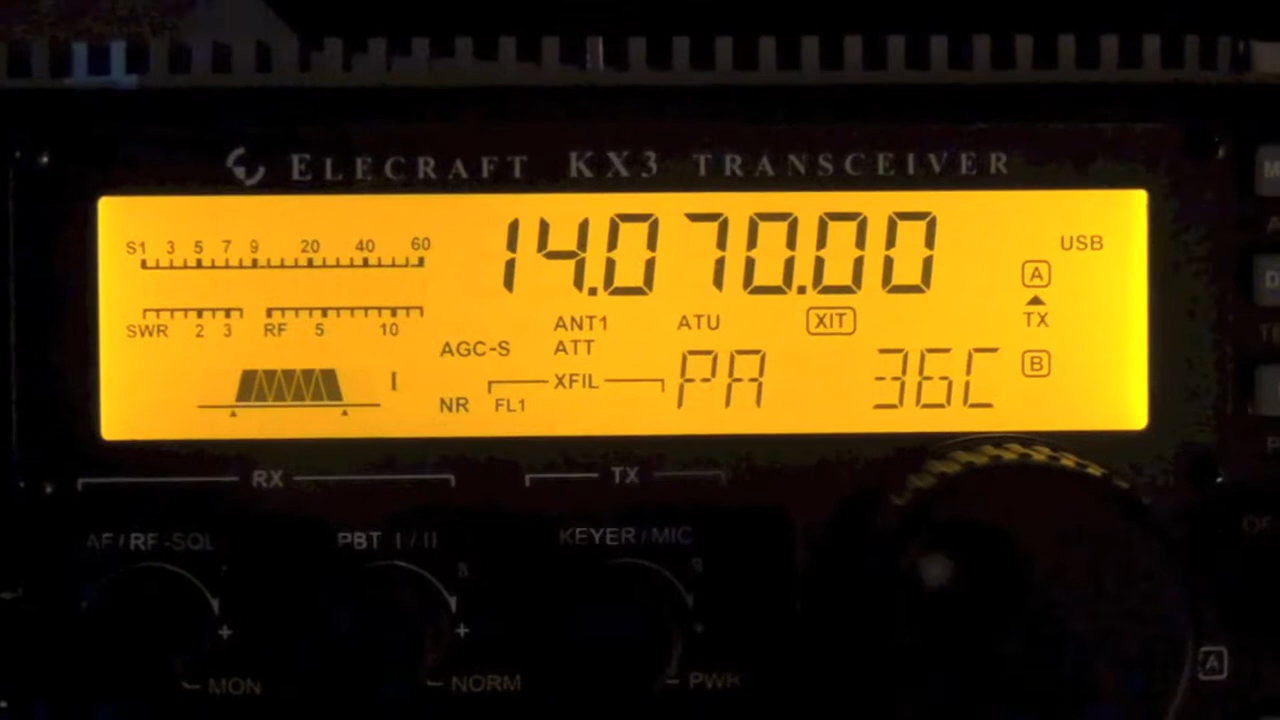 ELECRAFT KX3 TRANSCEIVER
S1 3 5 7 9 20 40 60
14.070.00
USB
A
SWR 2 3 RF 5 10
ANT1 ATU XIT
TX
AGC-S ATT
I
XFIL
PA 36C
B
NR FL1
RX TX
AF/RF-SQL PBT I/II KEYER/MIC
+ +
MON NORM PWR
A